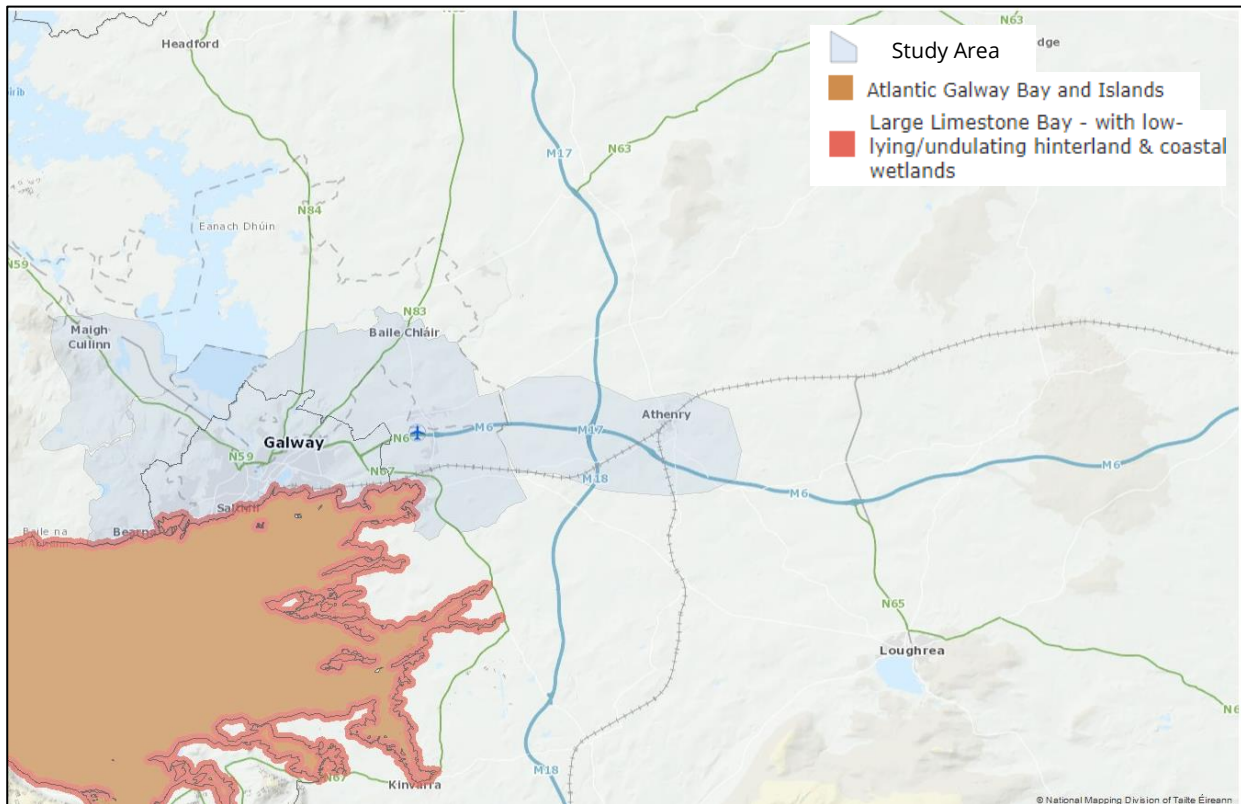 N63
Headford
dge
Study Area
Atlantic Galway Bay and Islands
Large Limestone Bay - with low-
lying/undulating hinterland & coastal
wetlands
M17
N63
N84
Eanach Dhúin
N59
N83
Maigh
Cuilinn
Baile Chláir
Athenry
Galway
N6
M6
M17
N59
N67
M18
M6
M6
Bearna
Baile na
N65
Loughrea
N6
M18
N67
Kinvarra
© National Mapping Division of Tailte Éireann